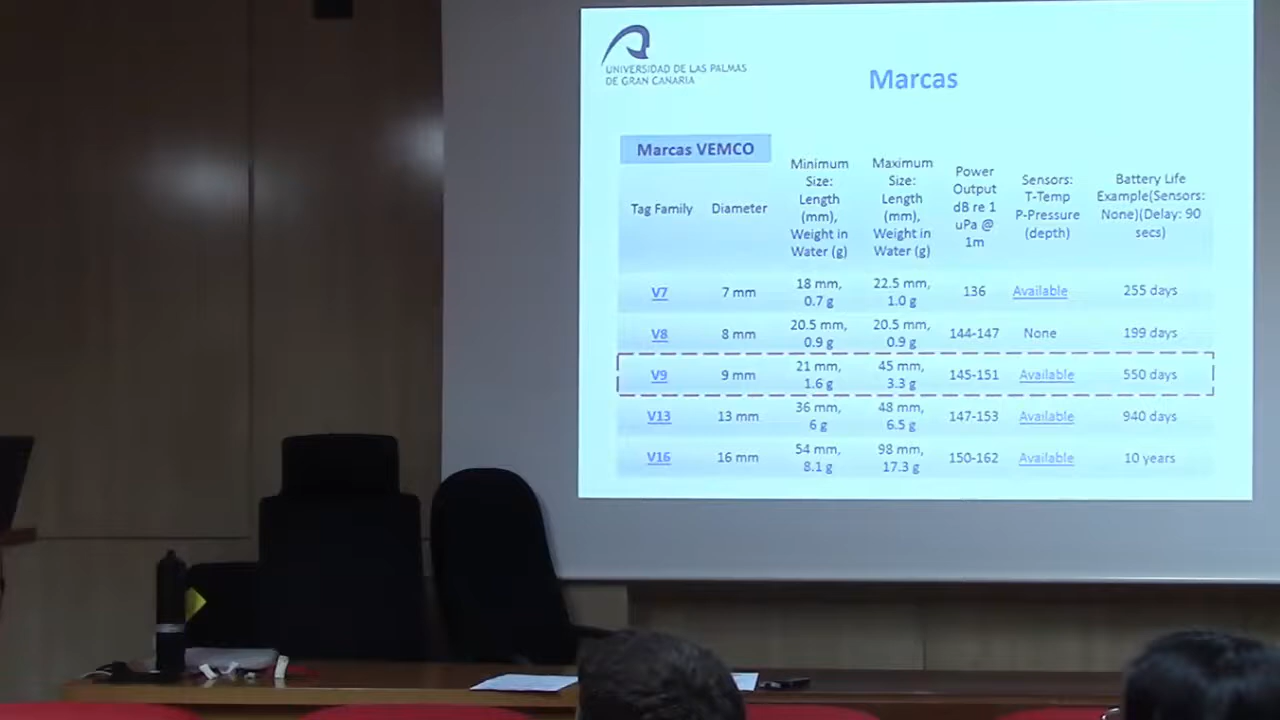 UNIVERSIDAD DE LAS PALMAS
DE GRAN CANARIA
Marcas
Marcas VEMCO
Tag Family
Diameter
Minimum
Size:
Length
(mm),
Weight in
Water (g)
Maximum
Size:
Length
(mm),
Weight in
Water (g)
Power
Output
dB re 1
uPa @
1m
Sensors:
T-Temp
P-Pressure
(depth)
Battery Life
Example(Sensors:
None)(Delay: 90
secs)
V7
7 mm
18 mm,
0.7 g
22.5 mm,
1.0 g
136
Available
255 days
V8
8 mm
20.5 mm,
0.9 g
20.5 mm,
0.9 g
144-147
None
199 days
V9
9 mm
21 mm,
1.6 g
45 mm,
3.3 g
145-151
Available
550 days
V13
13 mm
36 mm,
6 g
48 mm,
6.5 g
147-153
Available
940 days
V16
16 mm
54 mm,
8.1 g
98 mm,
17.3 g
150-162
Available
10 years